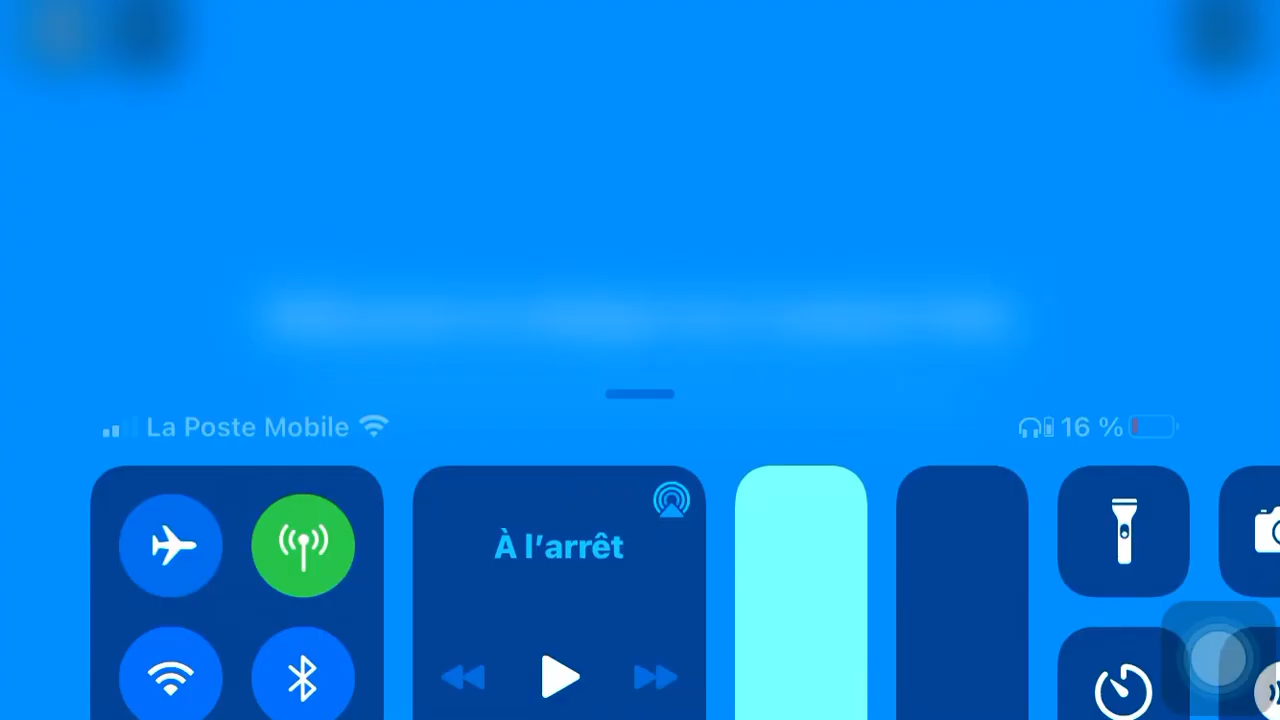 La Poste Mobile
16 %
À l’arrêt